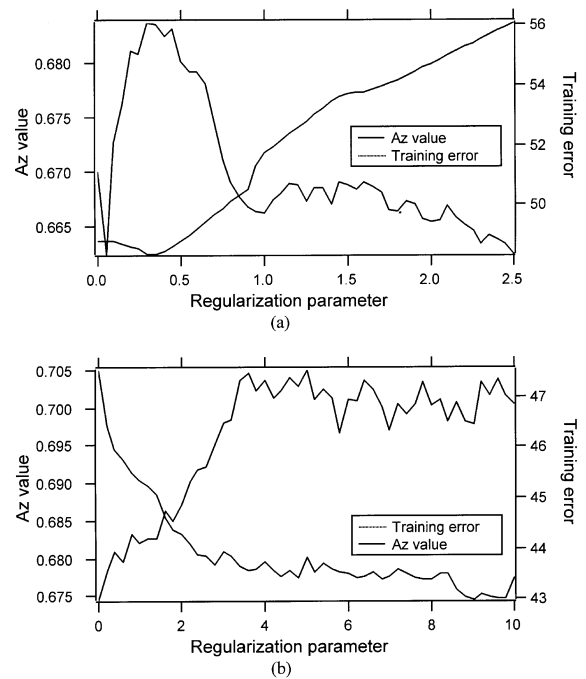 56
0.680
54
0.675
52
0.670
50
0.665
Az value
Training error
Az value
Training error
0.0 0.5 1.0 1.5 2.0 2.5
Regularization parameter
(a)
0.705
47
0.700
0.695
46
0.690
45
0.685
44
0.680
0.675
43
Az value
Training error
Training error
Az value
0 2 4 6 8 10
Regularization parameter
(b)